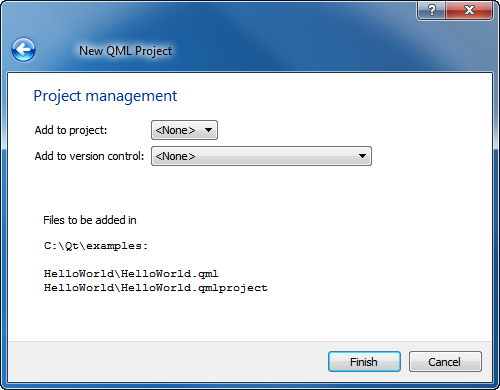 New QML Project
Project management
Add to project: <None>
Add to version control: <None>
Files to be added in
C:\Qt\examples:
HelloWorld\HelloWorld.qml
HelloWorld\HelloWorld.qmlproject
Finish Cancel